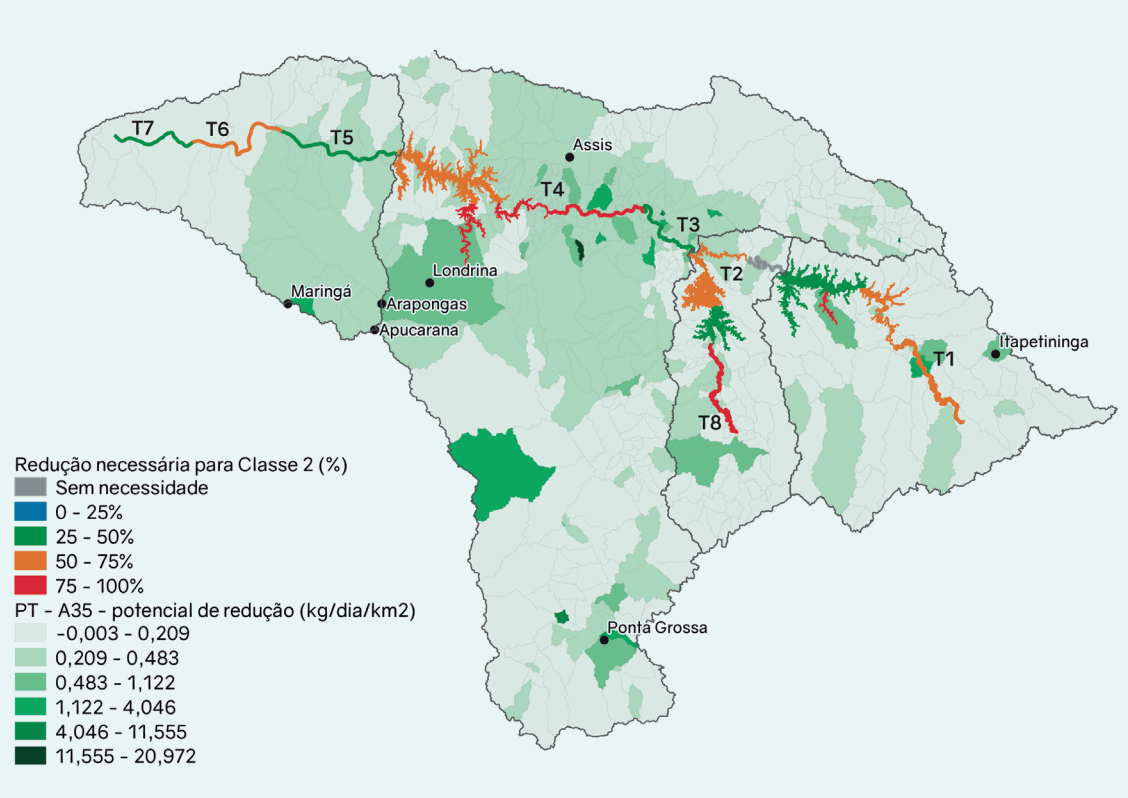 T7
T6
T5
Assis
T4
T3
T2
Londrina
Maringá
Arapongas
Apucarana
Itapetininga
T1
T8
Redução necessária para Classe 2 (%)
Sem necessidade
0 - 25%
25 - 50%
50 - 75%
75 - 100%
PT - A35 - potencial de redução (kg/dia/km2)
-0,003 - 0,209
0,209 - 0,483
0,483 - 1,122
1,122 - 4,046
4,046 - 11,555
11,555 - 20,972
Ponta Grossa